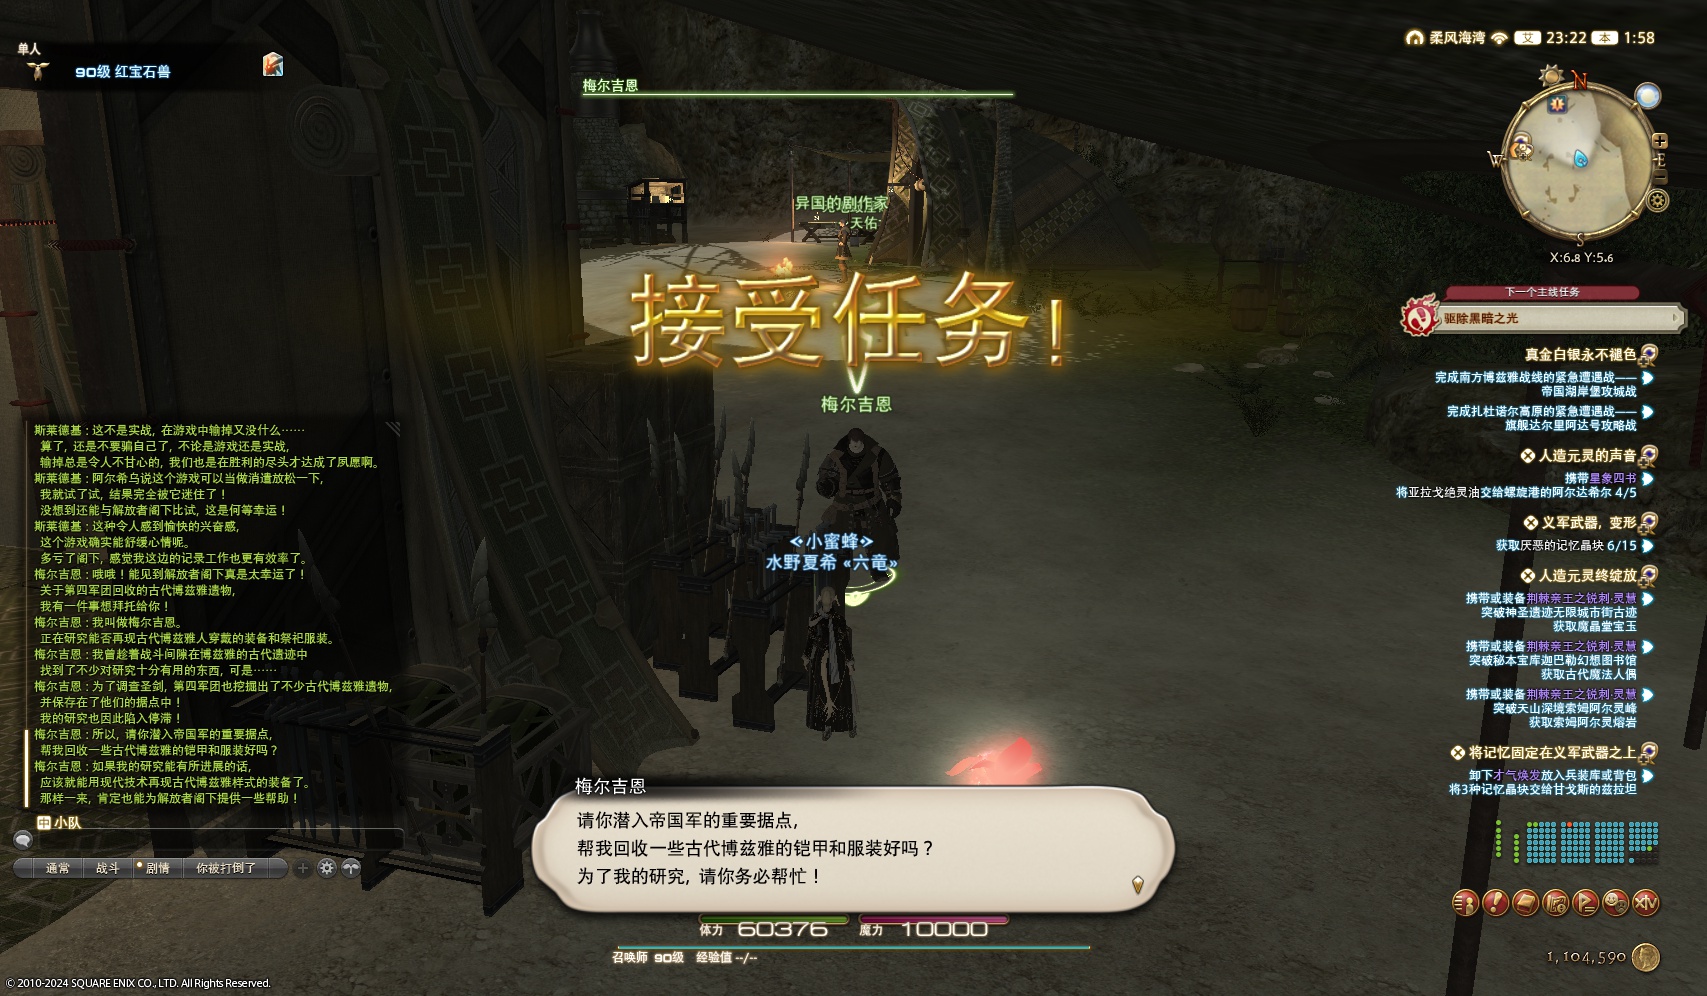 单人
90级 红宝石兽
梅尔吉恩
柔风海湾 艾 23:22 本 1:58
N
W
E
S
X:6.8 Y:5.6
异国的剧作家
天佑
接受任务!
梅尔吉恩
<小蜜蜂>
水野夏希 «六竜»
下一个主线任务
驱除黑暗之光
真金白银永不褪色
完成南方博兹雅战线的紧急遭遇战——
帝国湖岸堡攻城战
完成扎杜诺尔高原的紧急遭遇战——
旗舰达尔里阿达号攻略战
人造元灵的声音
携带星象四书
将亚拉戈绝灵油交给螺旋港的阿尔达希尔 4/5
义军武器，变形
获取厌恶的记忆晶块 6/15
人造元灵终绽放
携带或装备荆棘亲王之锐刺·灵慧
突破神圣遗迹无限城市街古迹
获取魔晶堂宝玉
携带或装备荆棘亲王之锐刺·灵慧
突破秘本宝库迦巴勒幻想图书馆
获取古代魔法人偶
携带或装备荆棘亲王之锐刺·灵慧
突破天山深境索姆阿尔灵峰
获取索姆阿尔灵熔岩
将记忆固定在义军武器之上
卸下才气焕发放入兵装库或背包
将3种记忆晶块交给甘戈斯的兹拉坦
斯莱德基：这不是实战，在游戏中输掉又没什么……
算了，还是不要骗自己了，不论是游戏还是实战，
输掉总是令人不甘心的，我们也是在胜利的尽头才达成了夙愿啊。
斯莱德基：阿尔希乌说这个游戏可以当做消遣放松一下，
我就试了试，结果完全被它迷住了！
没想到还能与解放者阁下比试，这是何等幸运！
斯莱德基：这种令人感到愉快的兴奋感，
这个游戏确实能舒缓心情呢。
多亏了阁下，感觉我这边的记录工作也更有效率了。
梅尔吉恩：哦哦！能见到解放者阁下真是太幸运了！
关于第四军团回收的古代博兹雅遗物，
我有一件事想拜托给你！
梅尔吉恩：我叫做梅尔吉恩。
正在研究能否再现古代博兹雅人穿戴的装备和祭祀服装。
梅尔吉恩：我曾趁着战斗间隙在博兹雅的古代遗迹中
找到了不少对研究十分有用的东西，可是……
梅尔吉恩：为了调查圣剑，第四军团也挖掘出了不少古代博兹雅遗物，
并保存在了他们的据点中！
我的研究也因此陷入停滞！
梅尔吉恩：所以，请你潜入帝国军的重要据点，
帮我回收一些古代博兹雅的铠甲和服装好吗？
梅尔吉恩：如果我的研究能有所进展的话，
应该就能用现代技术再现古代博兹雅样式的装备了。
那样一来，肯定也能为解放者阁下提供一些帮助！
中 小队
通常 战斗 剧情 你被打倒了
梅尔吉恩
请你潜入帝国军的重要据点，
帮我回收一些古代博兹雅的铠甲和服装好吗？
为了我的研究，请你务必帮忙！
体力 60376 魔力 10000
召唤师 90级 经验值 --/--
XIV
1,104,590
© 2010-2024 SQUARE ENIX CO., LTD. All Rights Reserved.